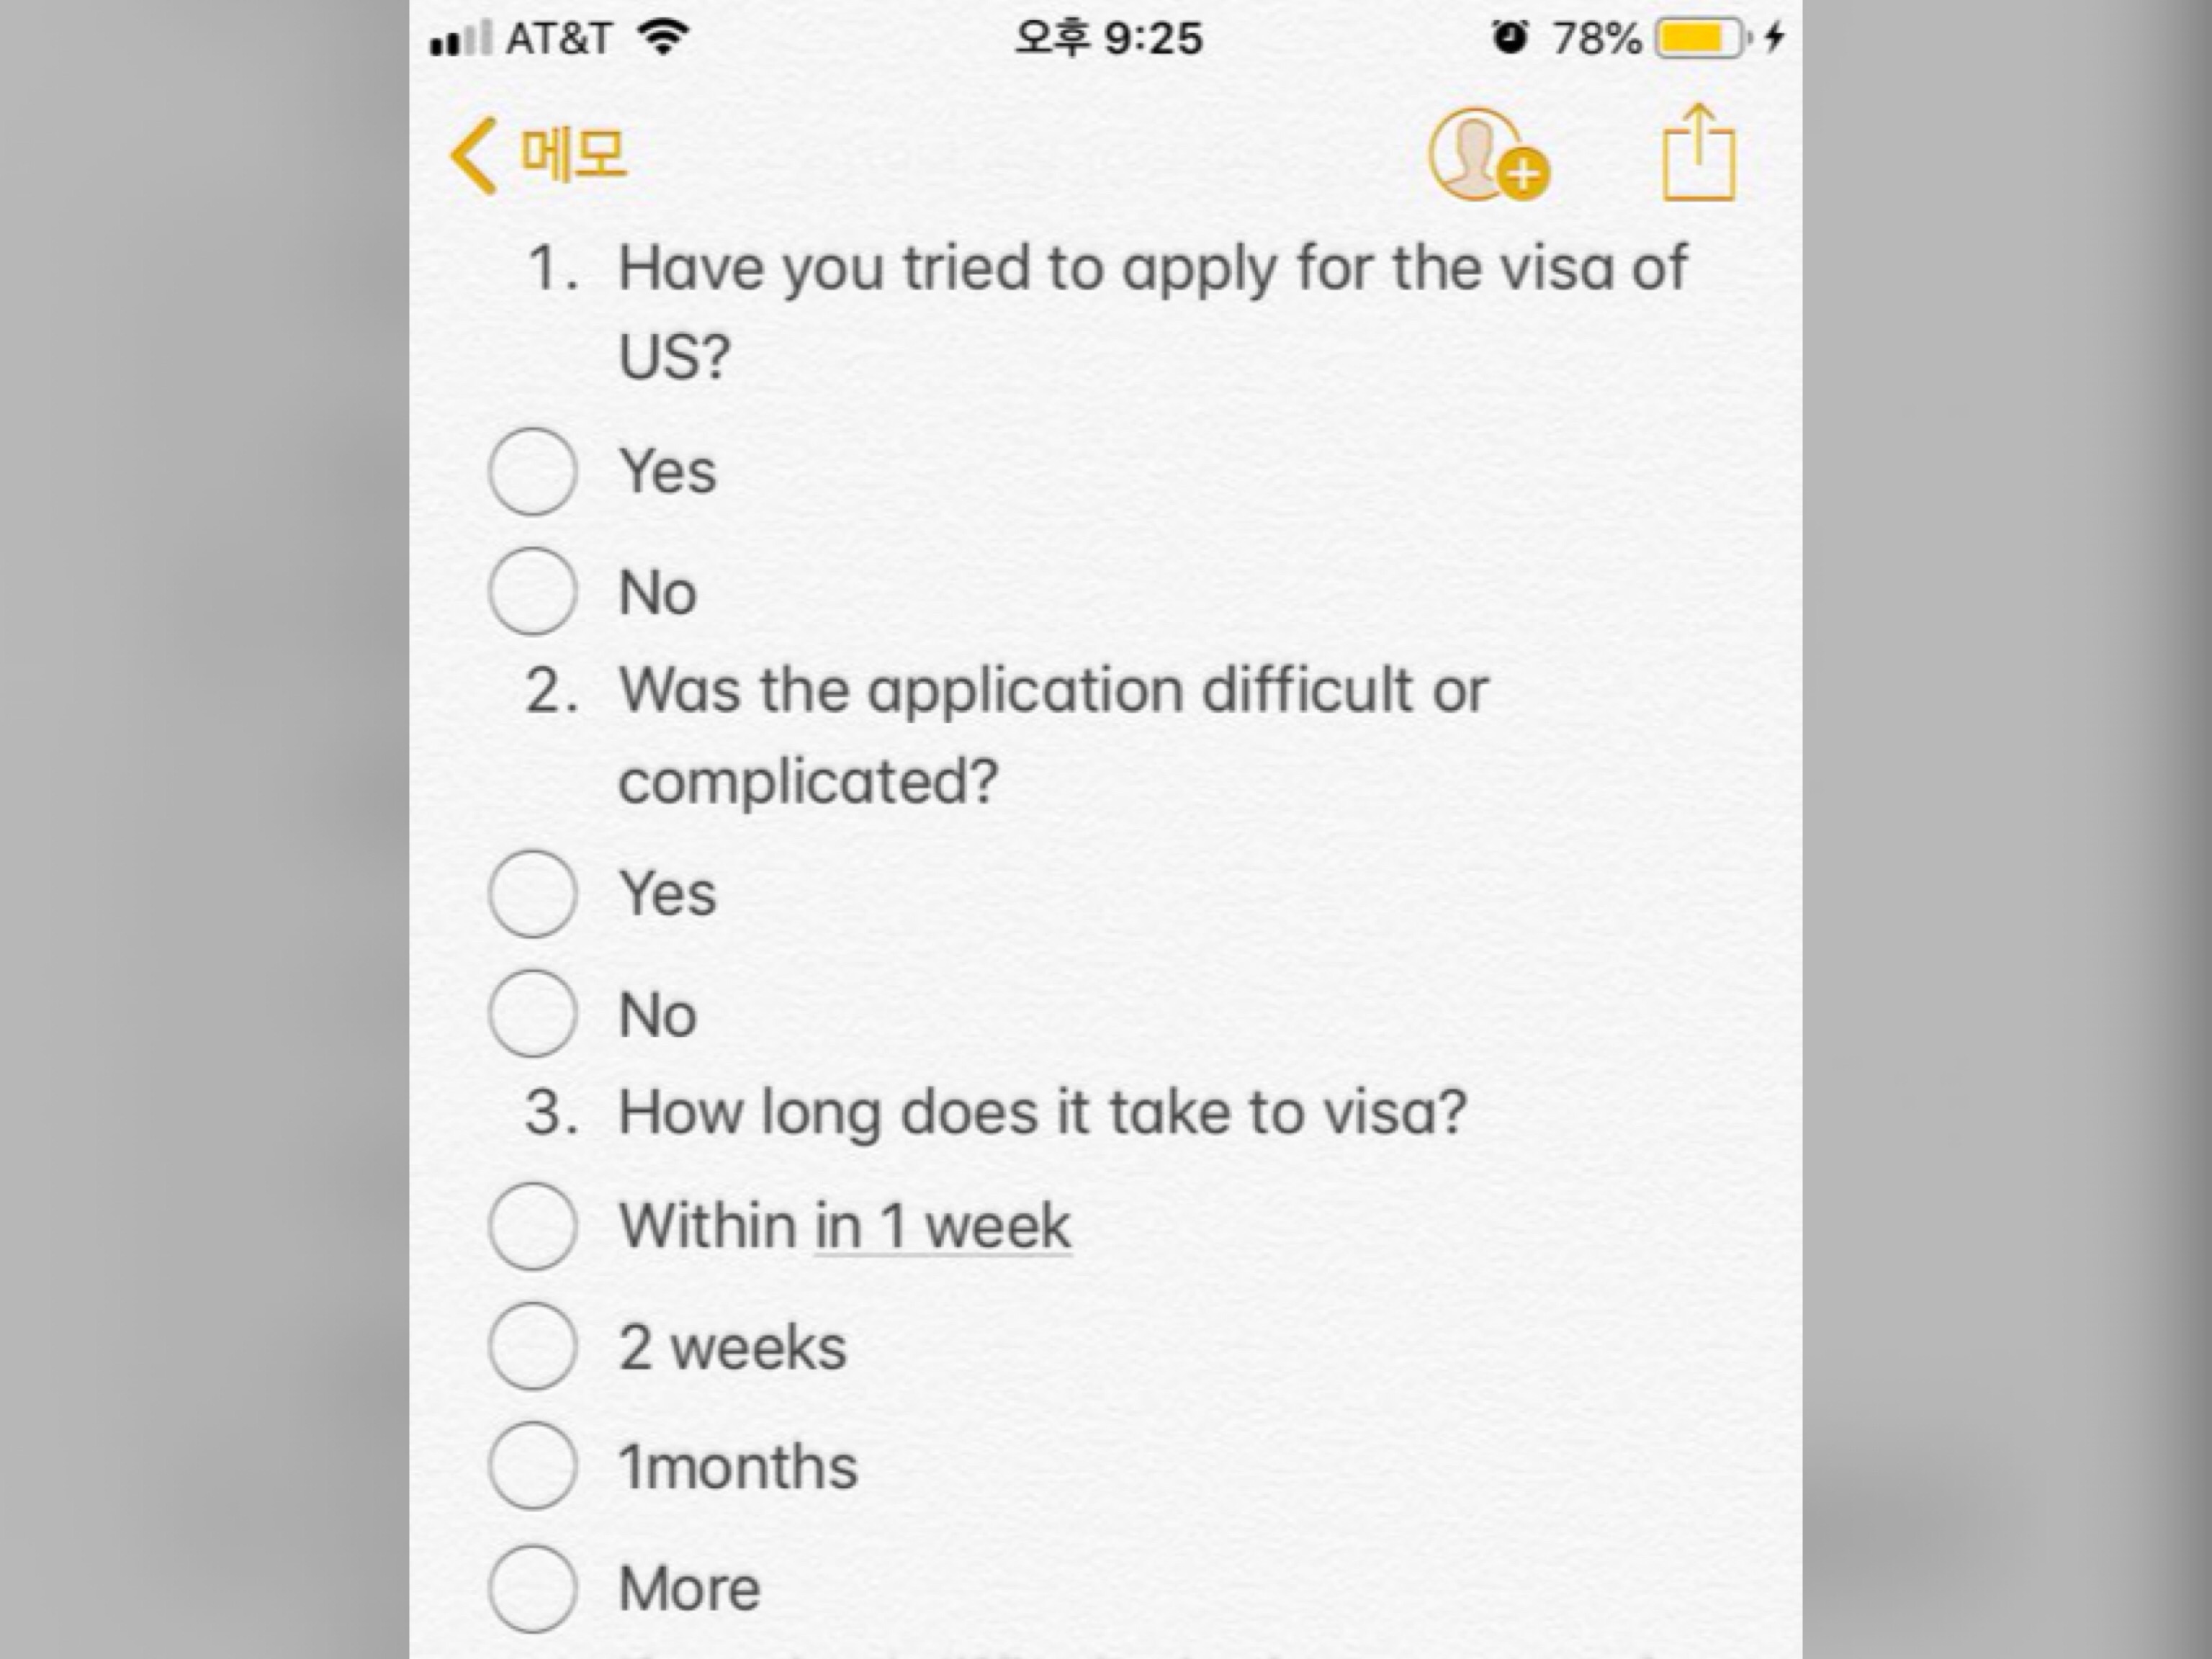 AT&T 오후 9:25 78%
메모
1. Have you tried to apply for the visa of
US?
Yes
No
2. Was the application difficult or
complicated?
Yes
No
3. How long does it take to visa?
Within in 1 week
2 weeks
1months
More